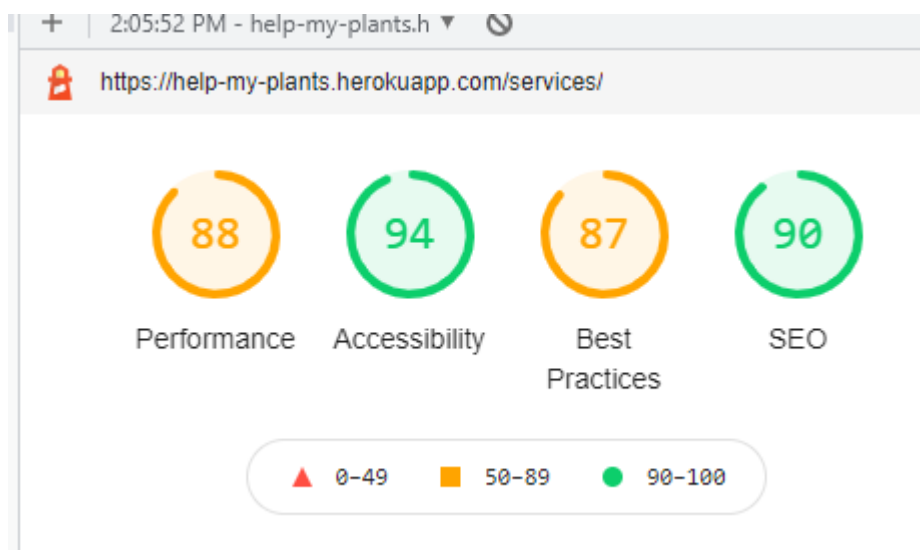 + 2:05:52 PM - help-my-plants.h ▼
https://help-my-plants.herokuapp.com/services/
88 94 87 90
Performance Accessibility Best Practices SEO
0–49 50–89 90–100